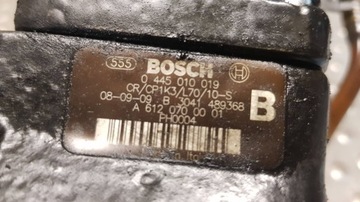 555 BOSCH
0 445 010 019
CR/CP1K3/L70/10-S
08-09-09 B 3041 489368
A 612 070 00 01
PH0004
B